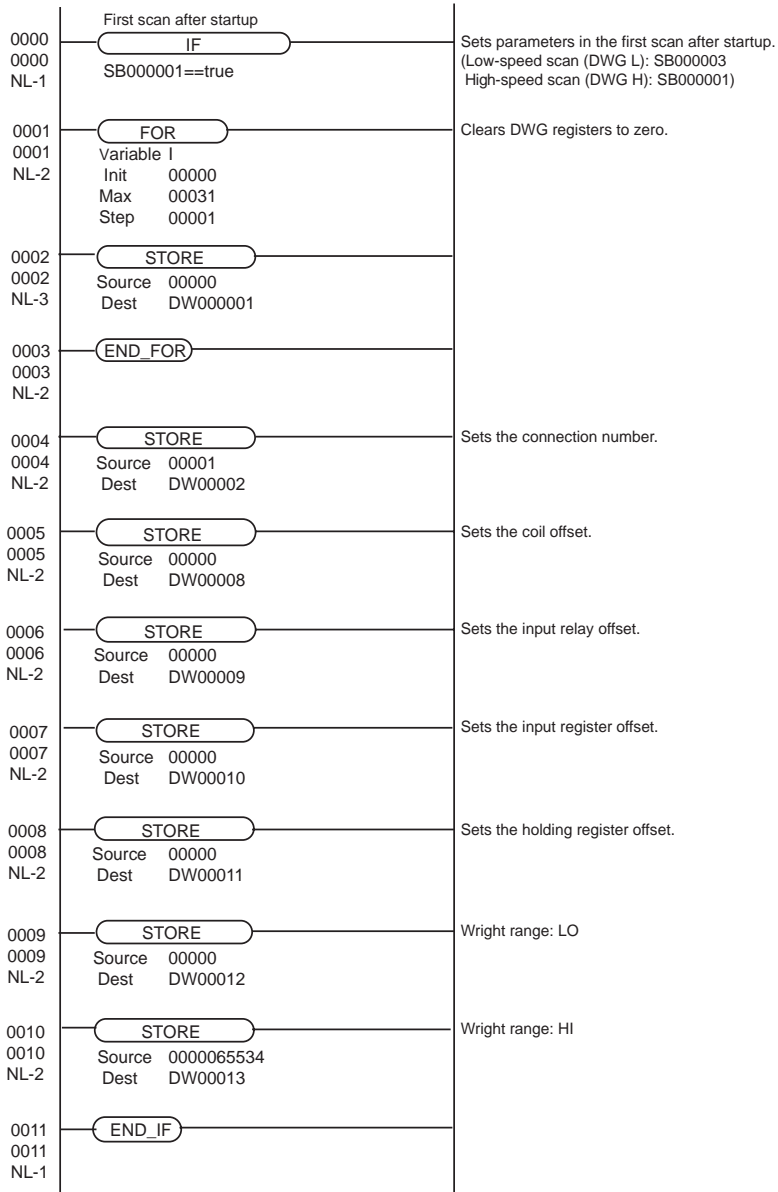 First scan after startup
0000
0000
NL-1
IF
SB000001==true
Sets parameters in the first scan after startup.
(Low-speed scan (DWG L): SB000003
High-speed scan (DWG H): SB000001)
0001
0001
NL-2
FOR
Variable I
Init 00000
Max 00031
Step 00001
Clears DWG registers to zero.
0002
0002
NL-3
STORE
Source 00000
Dest DW000001
0003
0003
NL-2
END_FOR
0004
0004
NL-2
STORE
Source 00001
Dest DW00002
Sets the connection number.
0005
0005
NL-2
STORE
Source 00000
Dest DW00008
Sets the coil offset.
0006
0006
NL-2
STORE
Source 00000
Dest DW00009
Sets the input relay offset.
0007
0007
NL-2
STORE
Source 00000
Dest DW00010
Sets the input register offset.
0008
0008
NL-2
STORE
Source 00000
Dest DW00011
Sets the holding register offset.
0009
0009
NL-2
STORE
Source 00000
Dest DW00012
Wright range: LO
0010
0010
NL-2
STORE
Source 0000065534
Dest DW00013
Wright range: HI
0011
0011
NL-1
END_IF